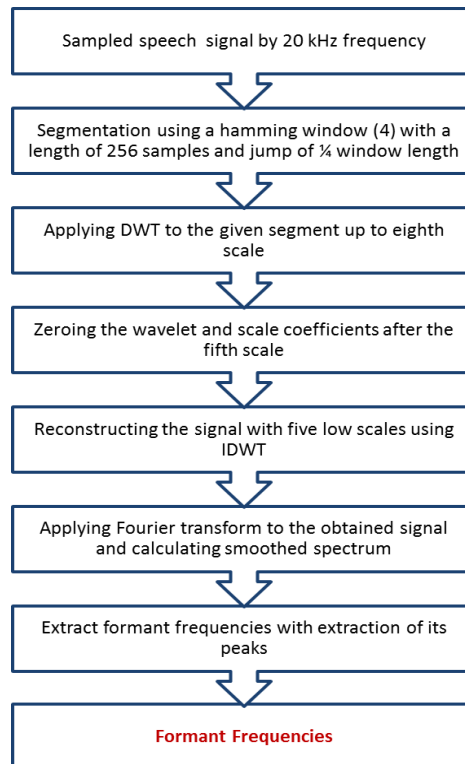 Sampled speech signal by 20 kHz frequency
Segmentation using a hamming window (4) with a
length of 256 samples and jump of ¼ window length
Applying DWT to the given segment up to eighth
scale
Zeroing the wavelet and scale coefficients after the
fifth scale
Reconstructing the signal with five low scales using
IDWT
Applying Fourier transform to the obtained signal
and calculating smoothed spectrum
Extract formant frequencies with extraction of its
peaks
Formant Frequencies